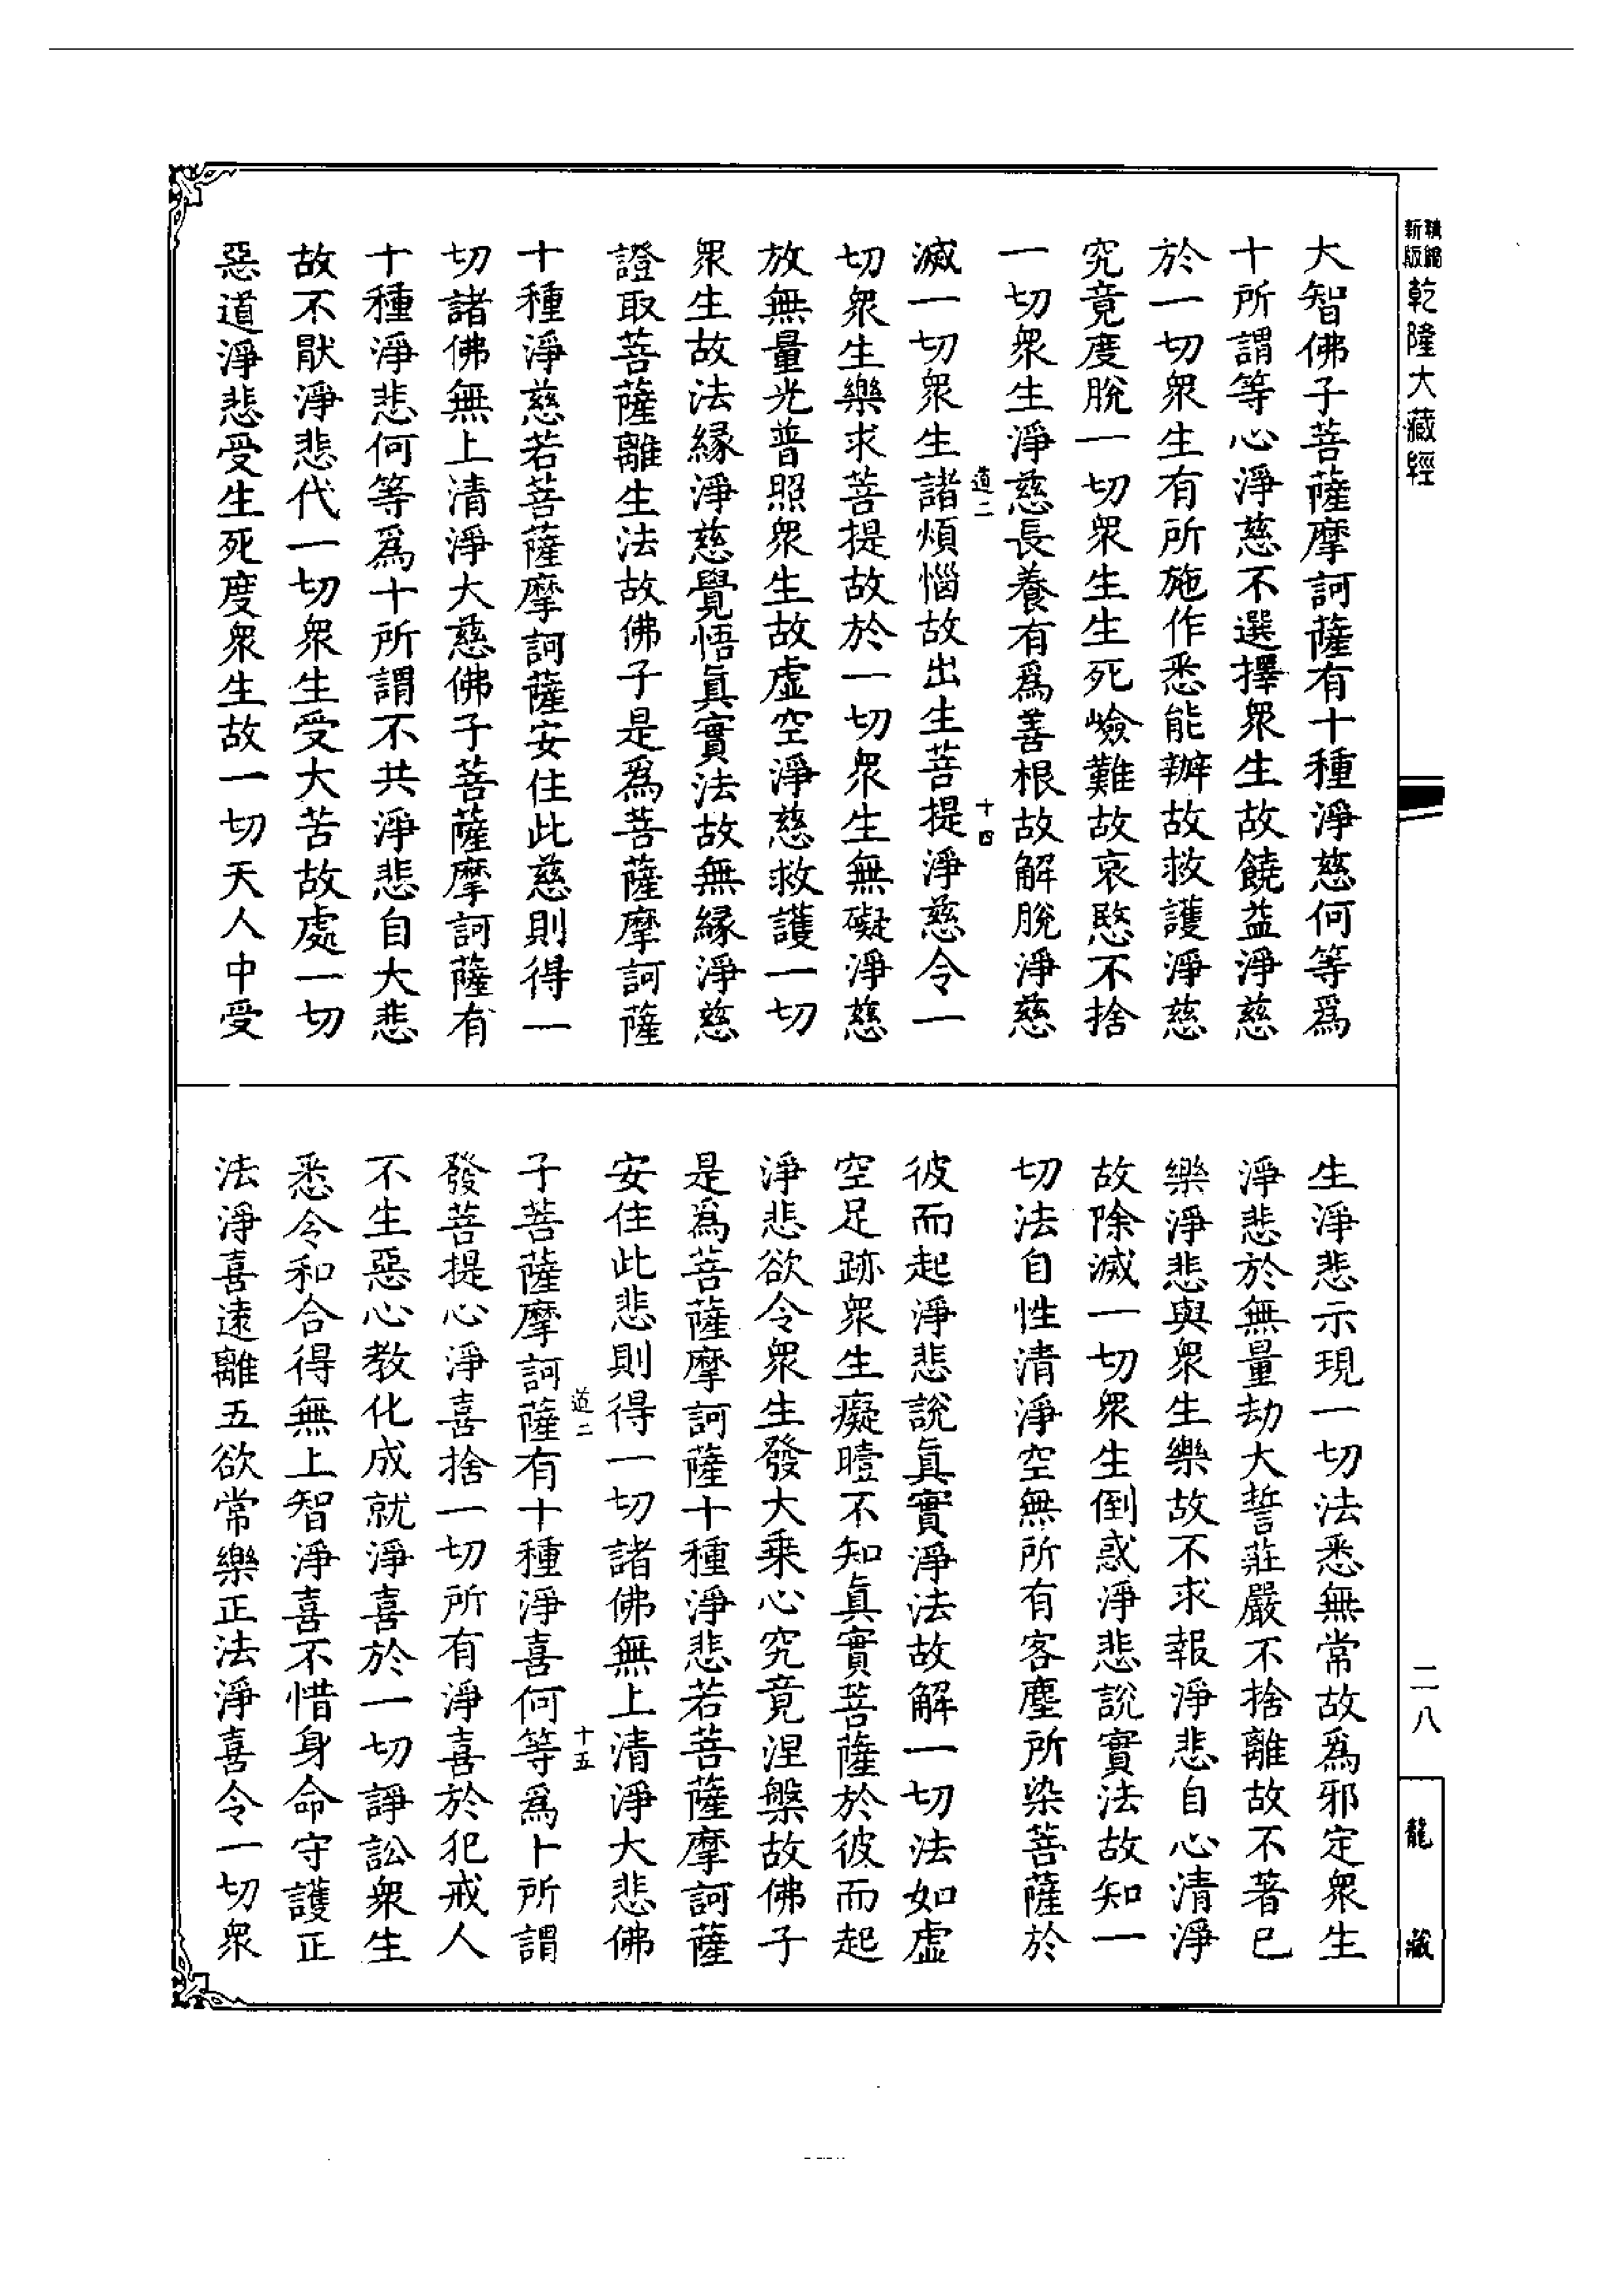 精編
新版
乾隆大藏經
大智佛子菩薩摩訶薩有十種淨慈何等爲
十所謂等心淨慈不選擇衆生故饒益淨慈
於一切衆生有所施作悉能辦故救護淨慈
究竟度脫一切衆生生死嶮難故哀愍不捨
一切衆生淨慈長養有爲善根故解脫淨慈
道二
十四
滅一切衆生諸煩惱故出生菩提淨慈令一
切衆生樂求菩提故於一切衆生無礙淨慈
放無量光普照衆生故虛空淨慈救護一切
衆生故法緣淨慈覺悟眞實法故無緣淨慈
證取菩薩離生法故佛子是爲菩薩摩訶薩
十種淨慈若菩薩摩訶薩安住此慈則得一
切諸佛無上清淨大慈佛子菩薩摩訶薩有
十種淨悲何等爲十所謂不共淨悲自大悲
故不猒淨悲代一切衆生受大苦故處一切
惡道淨悲受生死度衆生故一切天人中受
生淨悲示現一切法悉無常故爲邪定衆生
淨悲於無量劫大誓莊嚴不捨離故不著已
樂淨悲與衆生樂故不求報淨悲自心清淨
故除滅一切衆生倒惑淨悲說實法故知一
切法自性清淨空無所有客塵所染菩薩於
彼而起淨悲說眞實淨法故解一切法如虛
空足跡衆生癡曀不知眞實菩薩於彼而起
淨悲欲令衆生發大乗心究竟涅槃故佛子
是爲菩薩摩訶薩十種淨悲若菩薩摩訶薩
安住此悲則得一切諸佛無上清淨大悲佛
道二
十五
子菩薩摩訶薩有十種淨喜何等爲十所謂
發菩提心淨喜捨一切所有淨喜於犯戒人
不生惡心教化成就淨喜於一切諍訟衆生
悉令和合得無上智淨喜不惜身命守護正
法淨喜遠離五欲常樂正法淨喜令一切衆
二八
龍藏